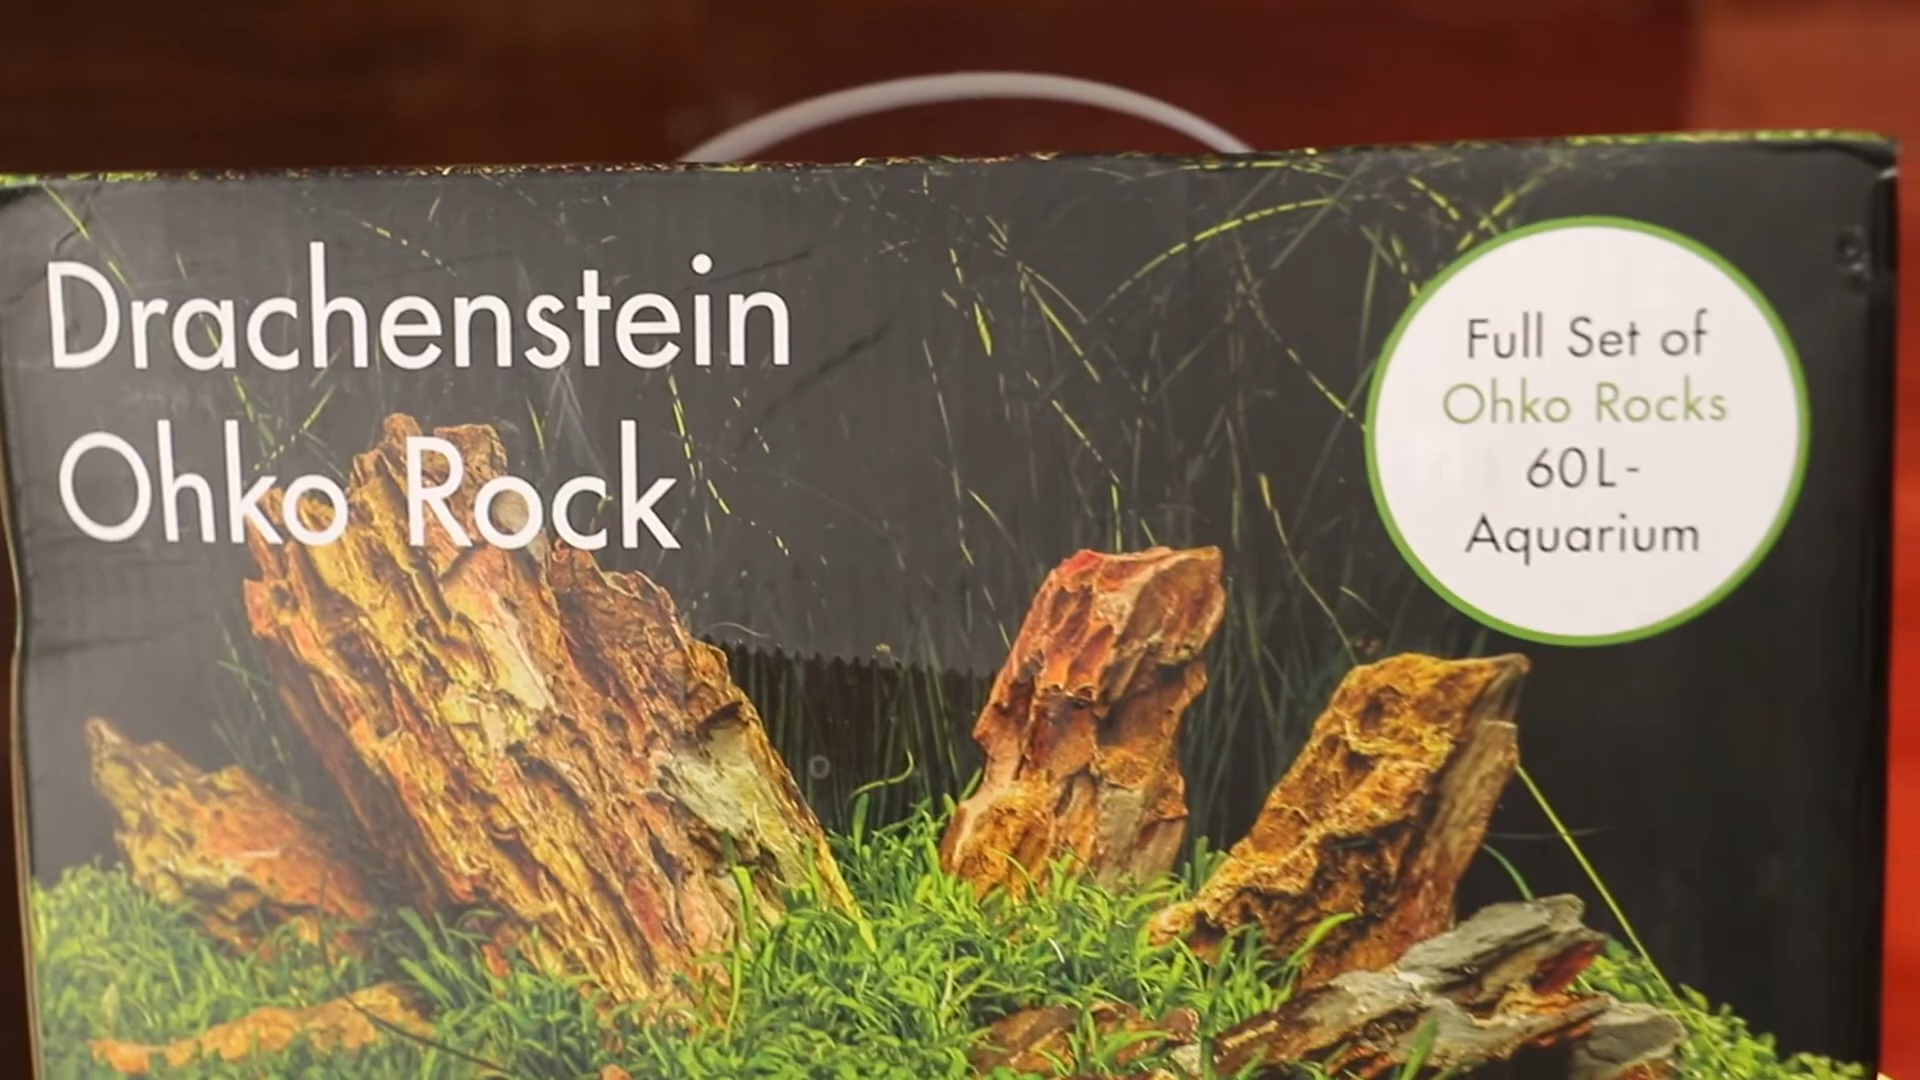 Drachenstein
Ohko Rock
Full Set of
Ohko Rocks
60L-
Aquarium